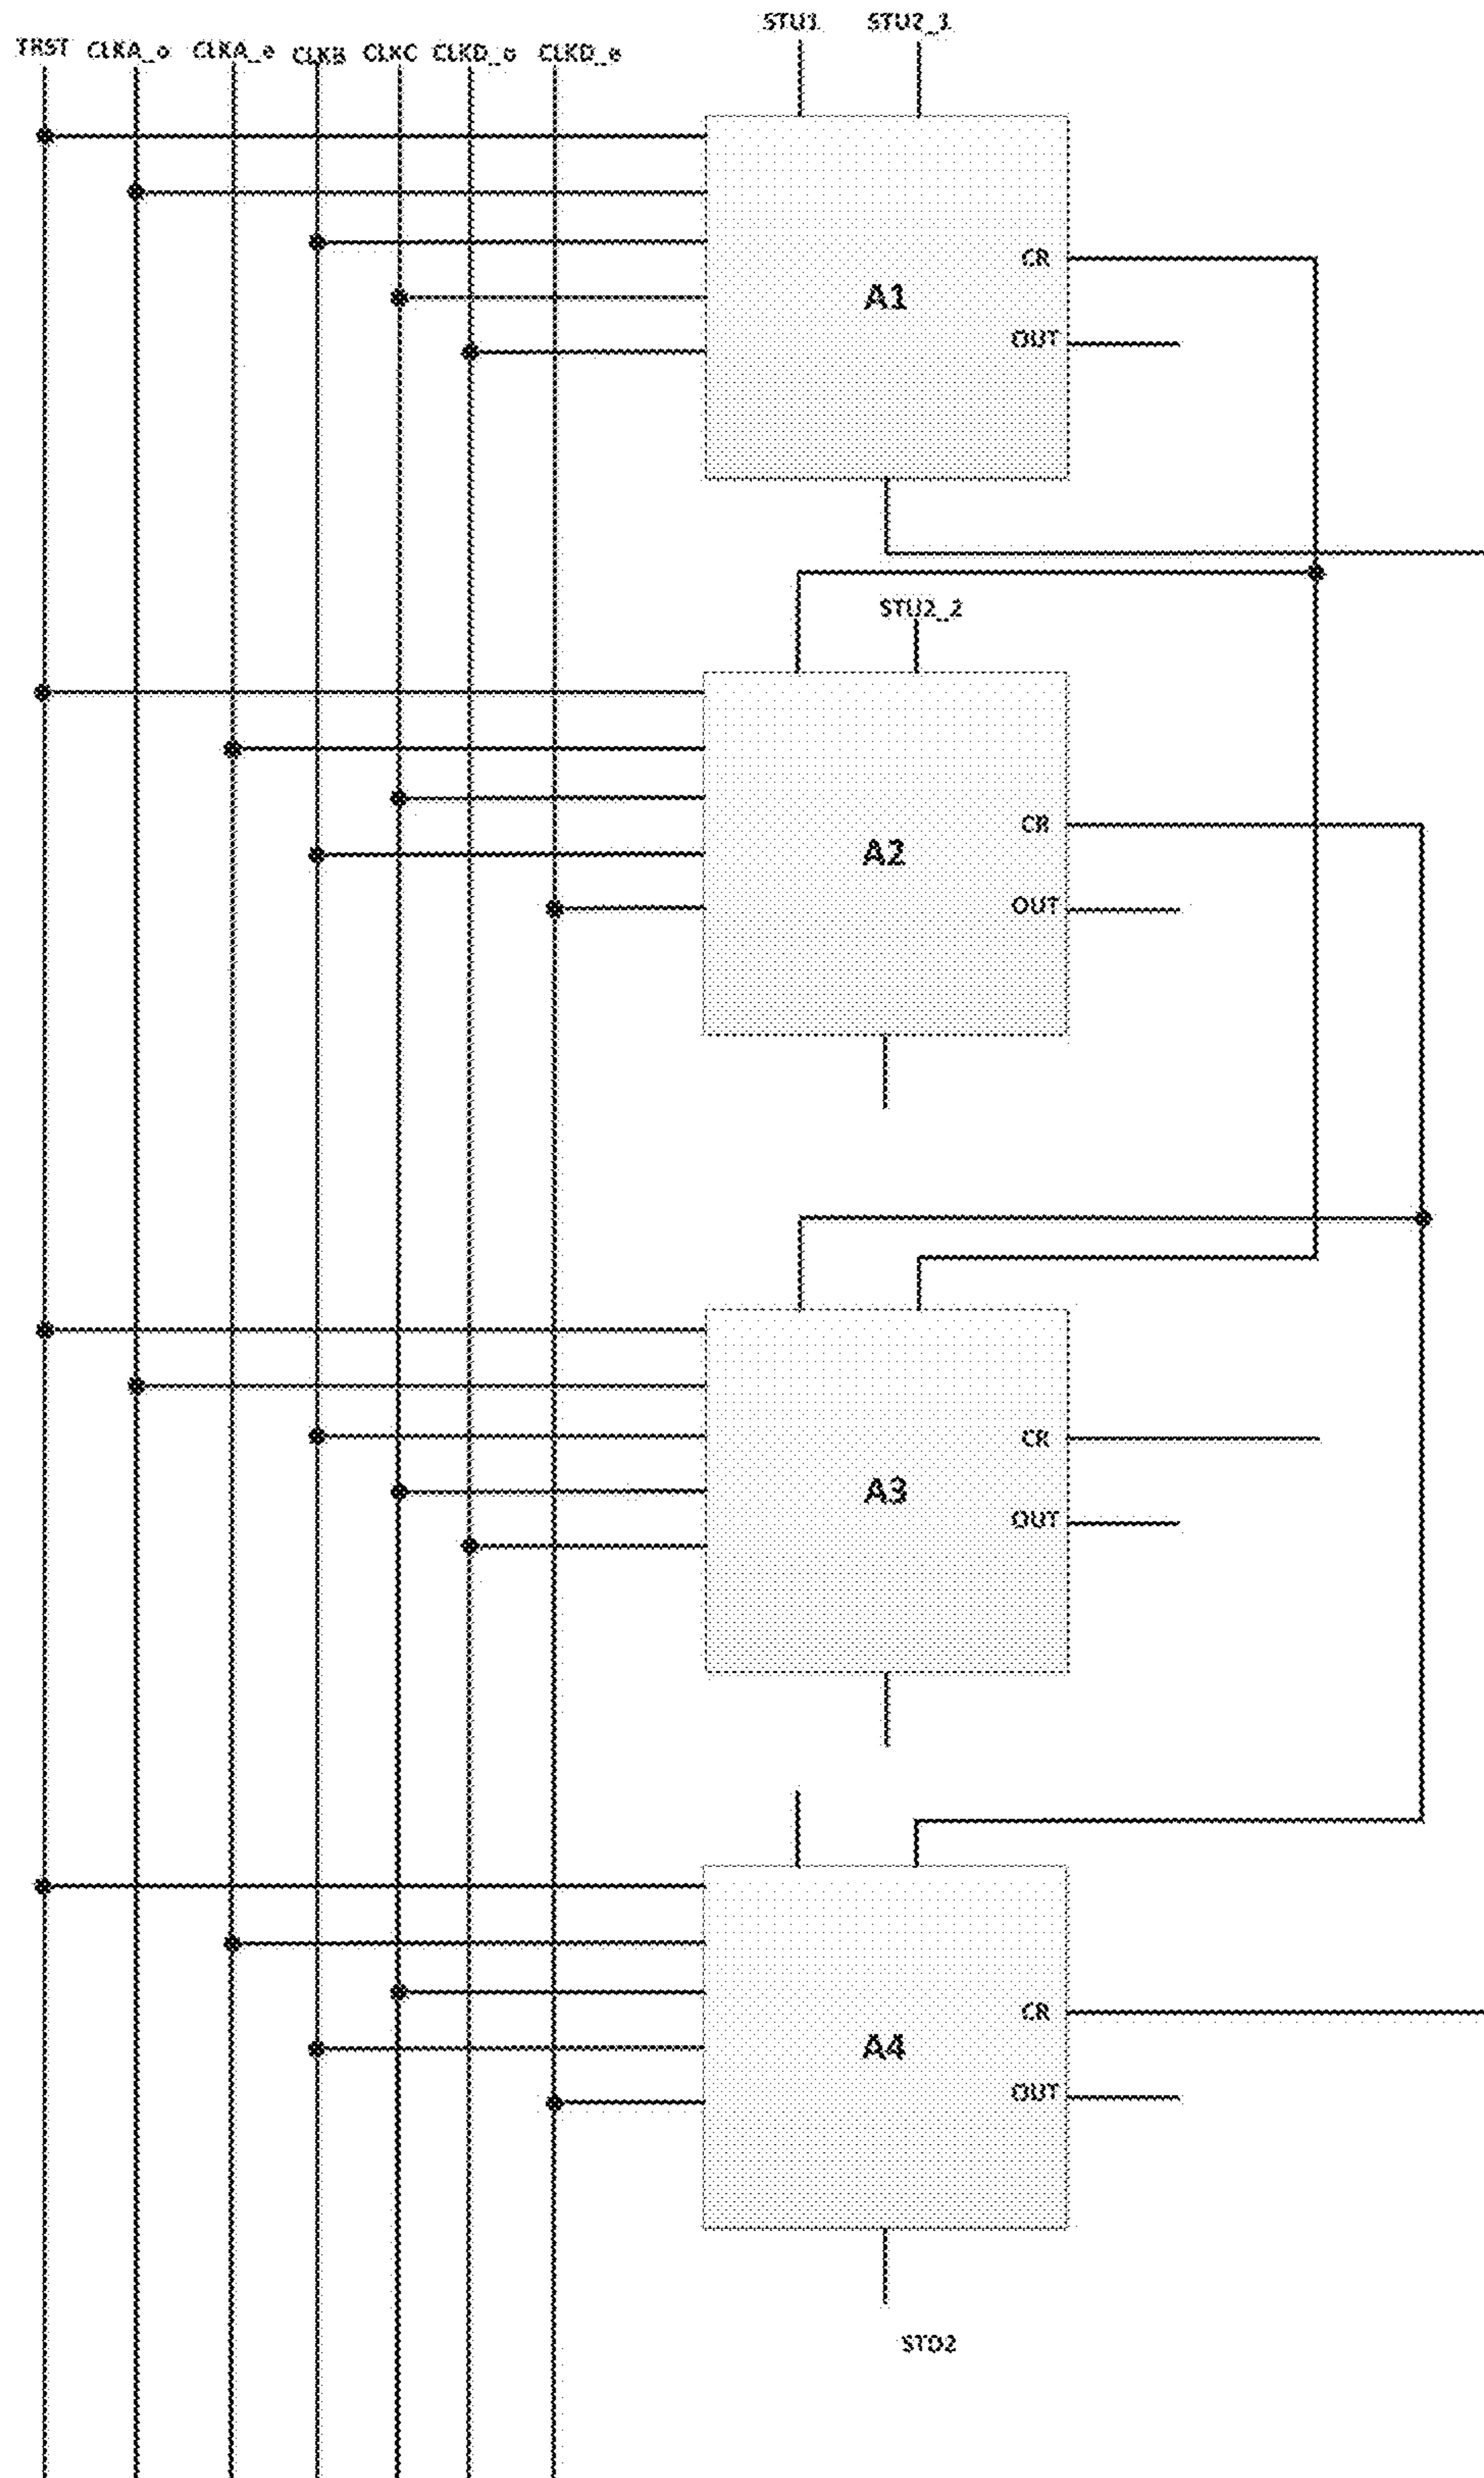 STU1 STU2_1
TRST CLKA_o CLKA_e CLKB CLKC CLKD_o CLKD_e
CR
A1
OUT
STU2_2
CR
A2
OUT
CR
A3
OUT
CR
A4
OUT
STD2